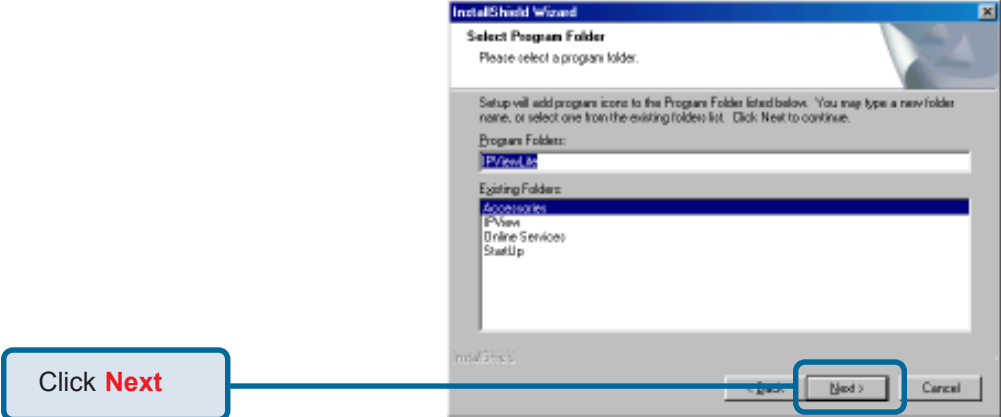 InstallShield Wizard
Select Program Folder
Please select a program folder.
Setup will add program icons to the Program Folder listed below. You may type a new folder
name, or select one from the existing folders list. Click Next to continue.
Program Folders:
IPViewLite
Existing Folders:
Accessories
IPView
Online Services
StartUp
InstallShield
Click Next
< Back
Next >
Cancel